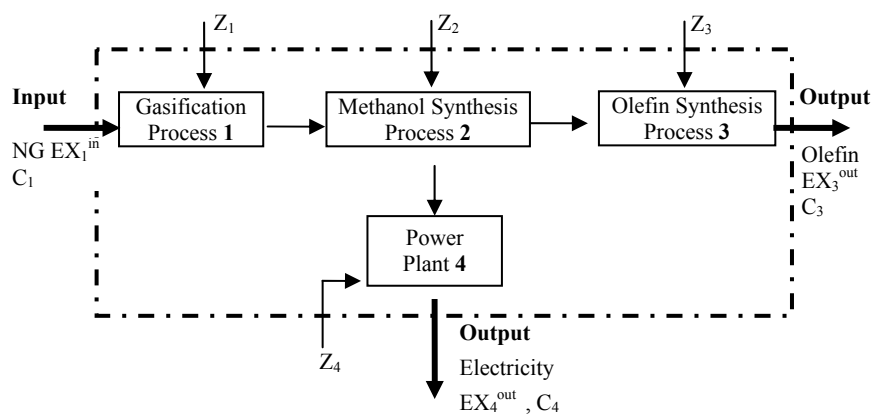 Z₁
Z₂
Z₃
Input
NG EX₁ⁱⁿ
C₁
Gasification
Process 1
Methanol Synthesis
Process 2
Olefin Synthesis
Process 3
Output
Olefin
EX₃ᵒᵘᵗ
C₃
Power
Plant 4
Z₄
Output
Electricity
EX₄ᵒᵘᵗ , C₄